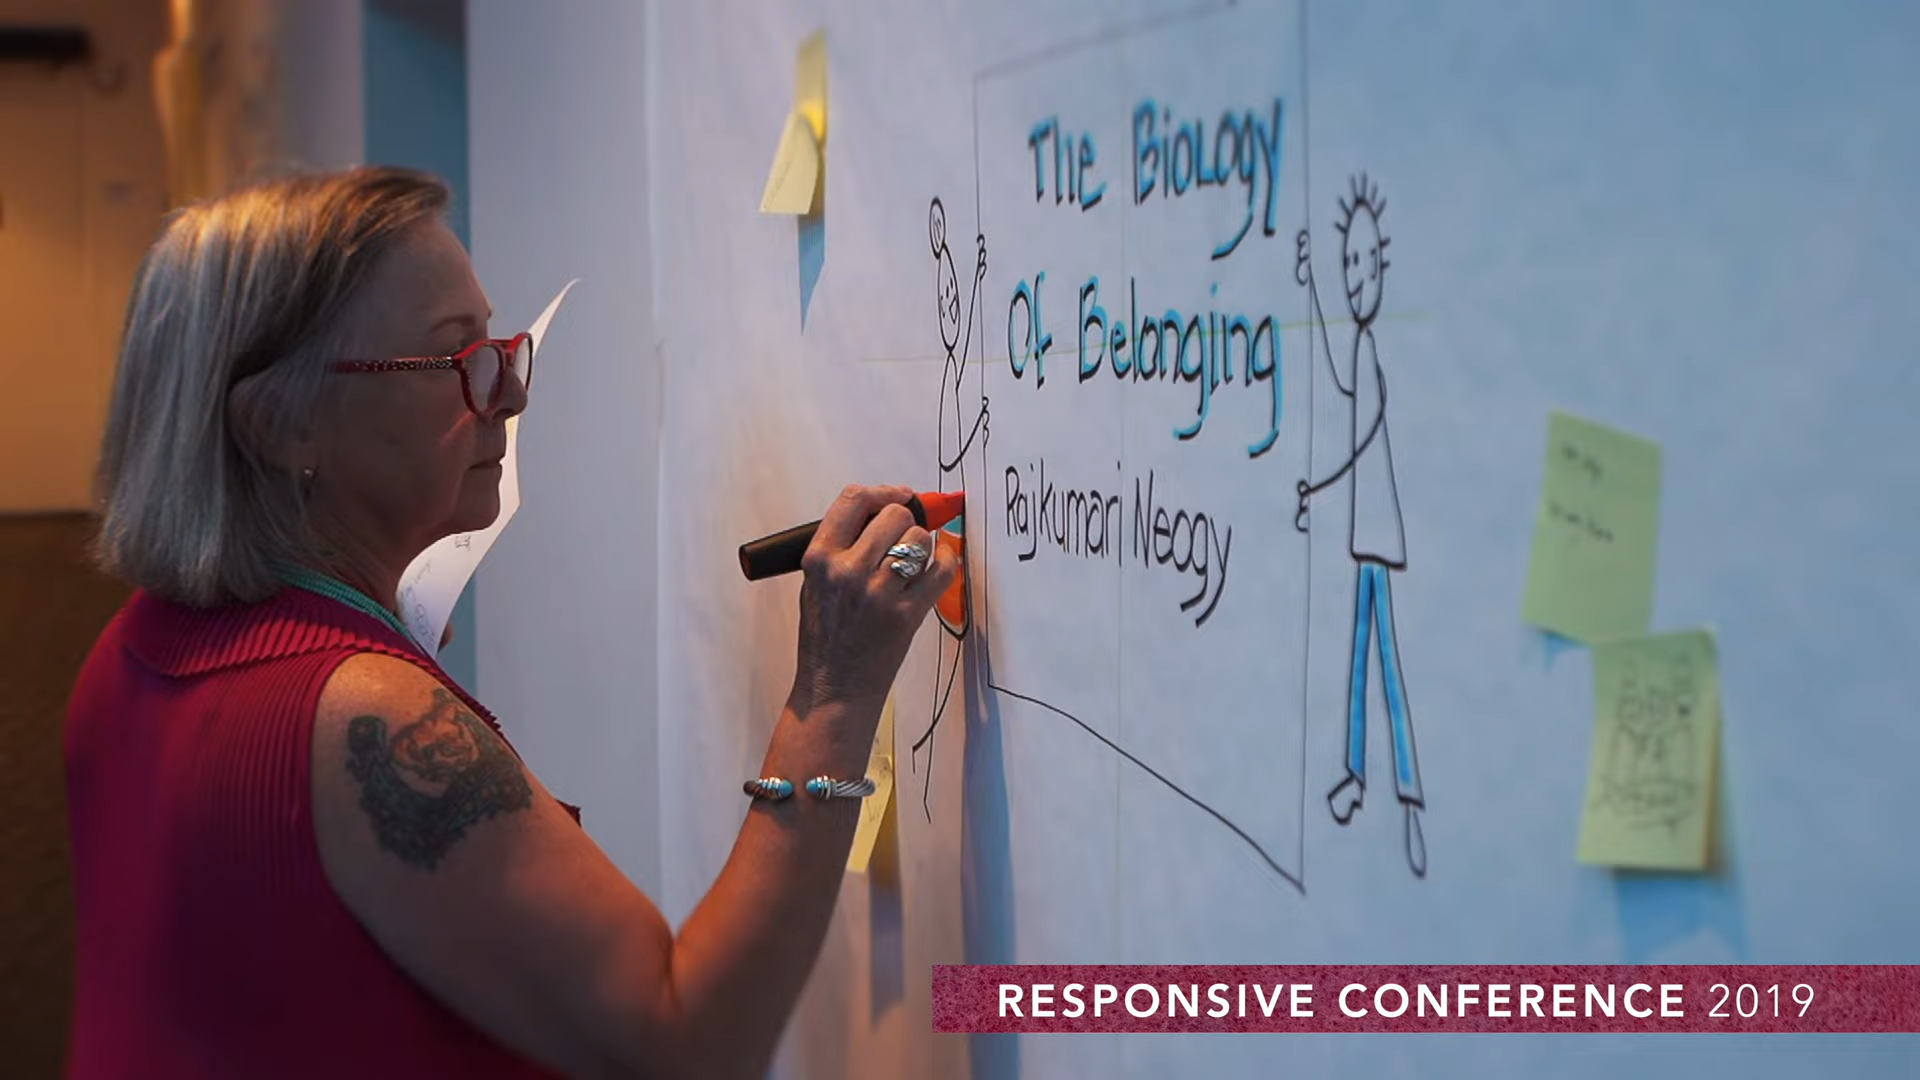 The Biology
Of Belonging
Rajkumari Neogy
RESPONSIVE CONFERENCE 2019